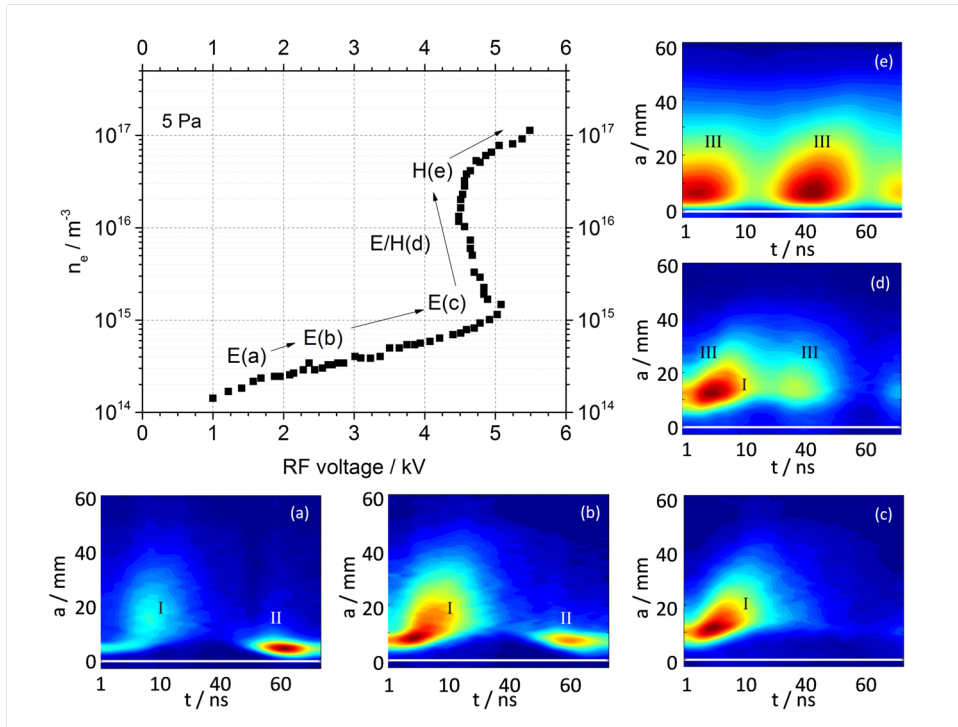 0 1 2 3 4 5 6
5 Pa
10^17
10^16
10^15
10^14
n_e / m^-3
10^17
10^16
10^15
10^14
H(e)
E/H(d)
E(c)
E(b)
E(a)
0 1 2 3 4 5 6
RF voltage / kV
(e)
60
40
20
0
a / mm
III III
1 10 40 60
t / ns
(d)
60
40
20
0
a / mm
III III
I
1 10 40 60
t / ns
(a)
60
40
20
0
a / mm
I
II
1 10 60
t / ns
(b)
60
40
20
0
a / mm
I
II
1 10 60
t / ns
(c)
60
40
20
0
a / mm
I
1 10 60
t / ns